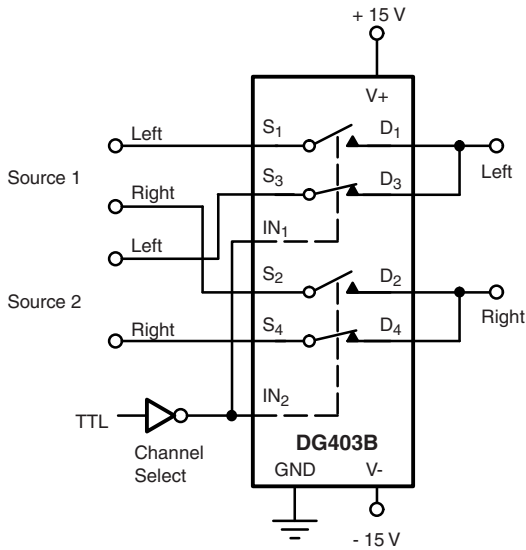 + 15 V
V+
Left
S1
D1
Left
Source 1
S3
D3
Right
IN1
Left
S2
D2
Right
Source 2
Right
S4
D4
IN2
TTL
Channel
Select
DG403B
GND
V-
- 15 V